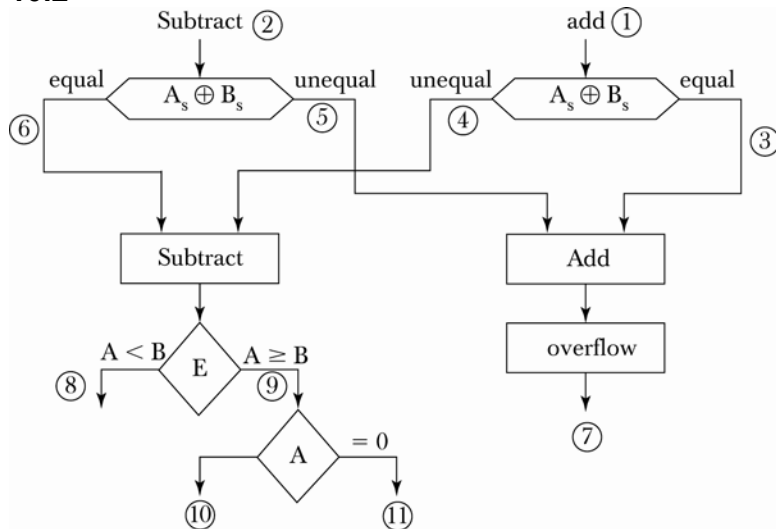 Subtract ② add ①
equal unequal unequal equal
A_s ⊕ B_s A_s ⊕ B_s
⑥ ⑤ ④ ③
Subtract Add
A < B E A ≥ B overflow
⑧ ⑨ ⑦
A = 0
⑩ ⑪